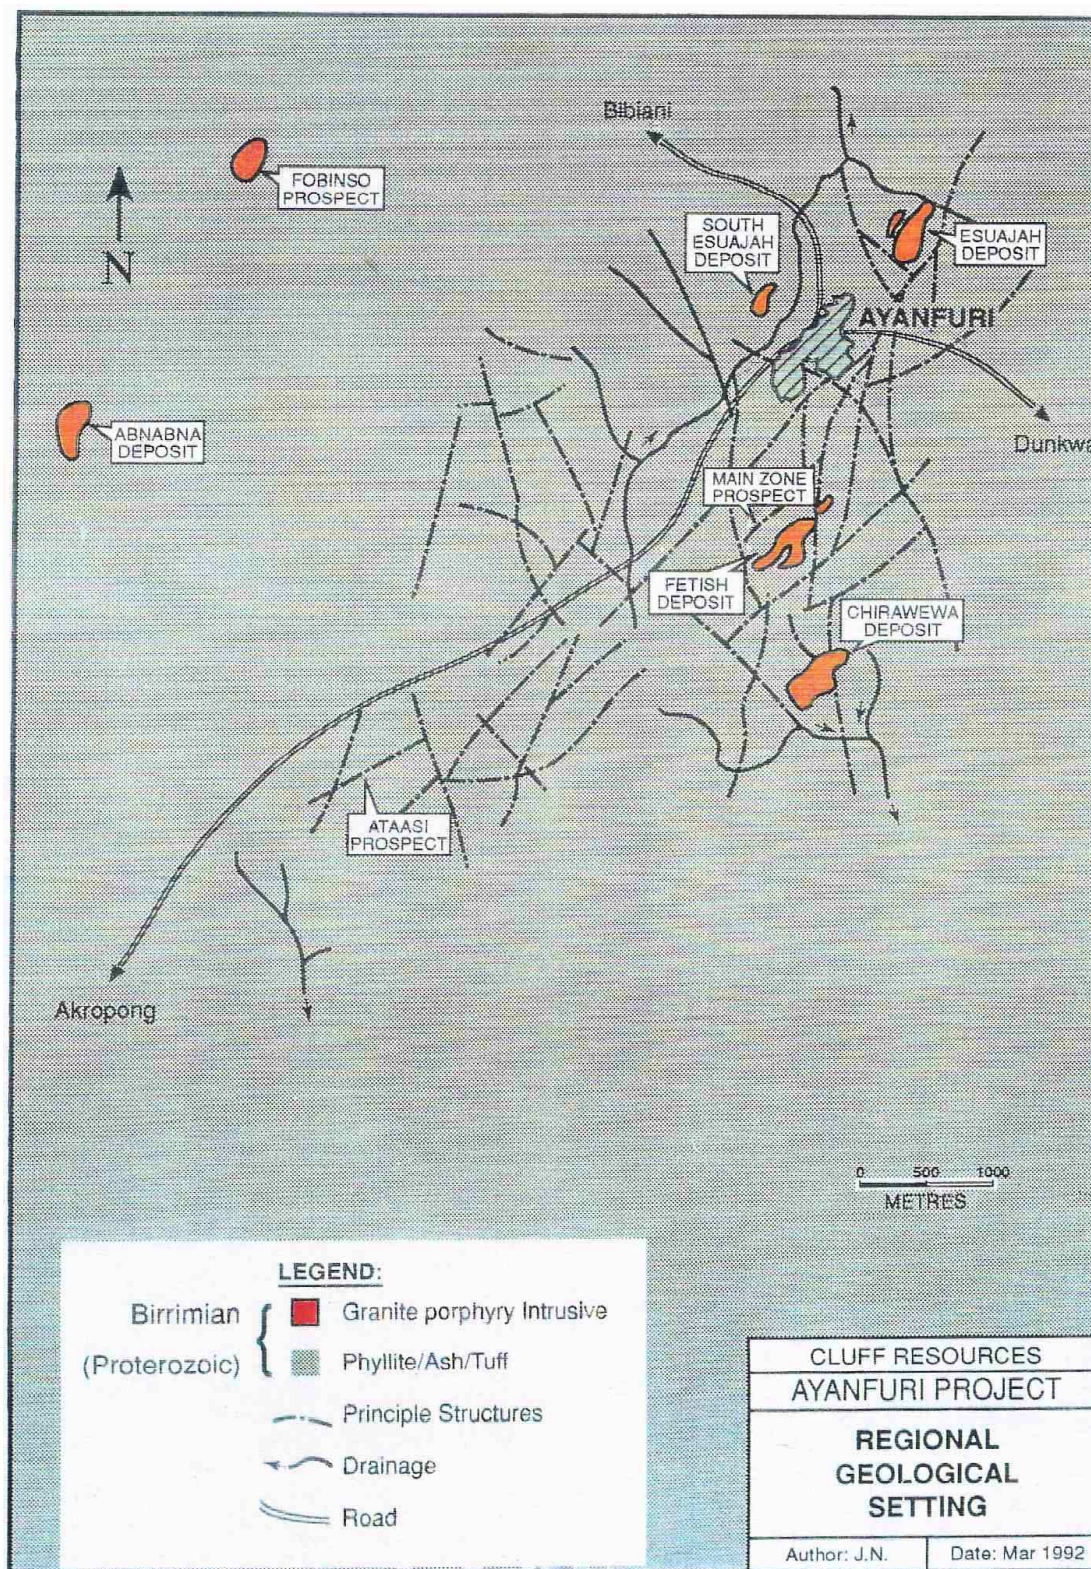 Bibiani
FOBINSO
PROSPECT
N
SOUTH
ESUAJAH
DEPOSIT
ESUAJAH
DEPOSIT
AYANFURI
ABNABNA
DEPOSIT
Dunkwa
MAIN ZONE
PROSPECT
FETISH
DEPOSIT
CHIRAWEWA
DEPOSIT
ATAASI
PROSPECT
Akropong
0 500 1000
METRES
LEGEND:
Birrimian
(Proterozoic)
Granite porphyry Intrusive
Phyllite/Ash/Tuff
Principle Structures
Drainage
Road
CLUFF RESOURCES
AYANFURI PROJECT
REGIONAL
GEOLOGICAL
SETTING
Author: J.N.
Date: Mar 1992